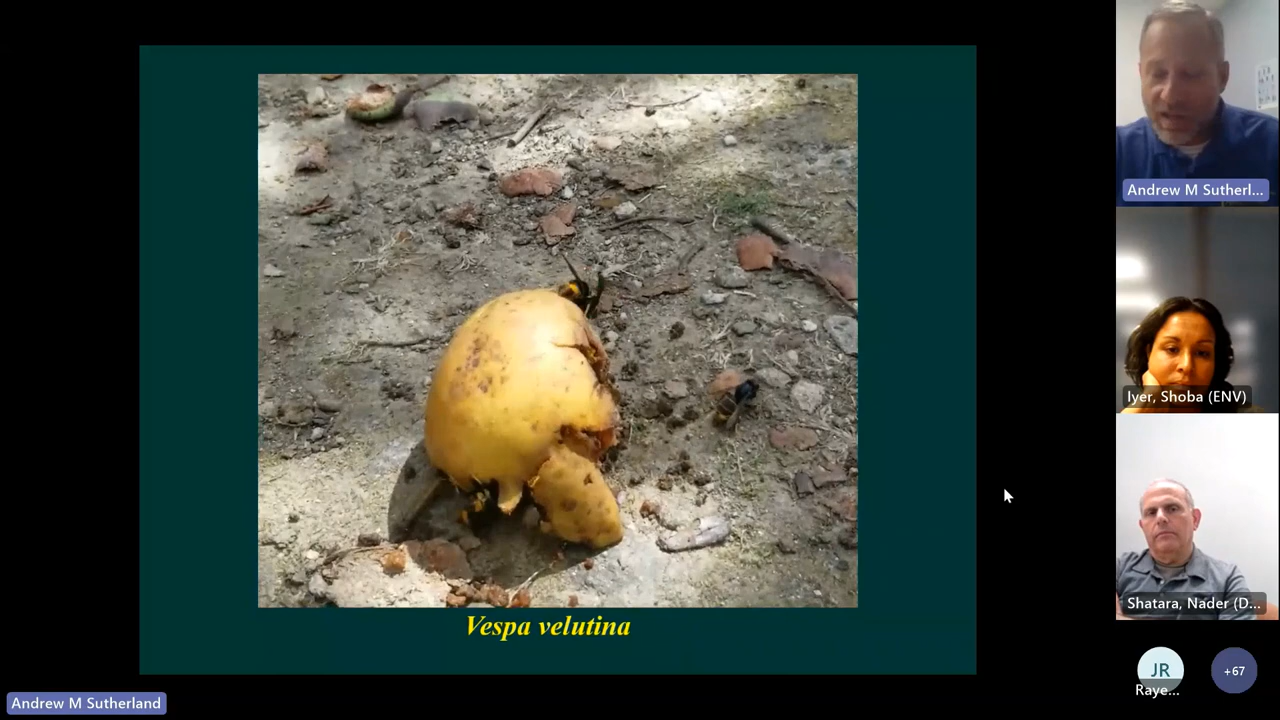 Vespa velutina
Andrew M Sutherl...
Iyer, Shoba (ENV)
Shatara, Nader (D...
JR
Raye...
+67
Andrew M Sutherland